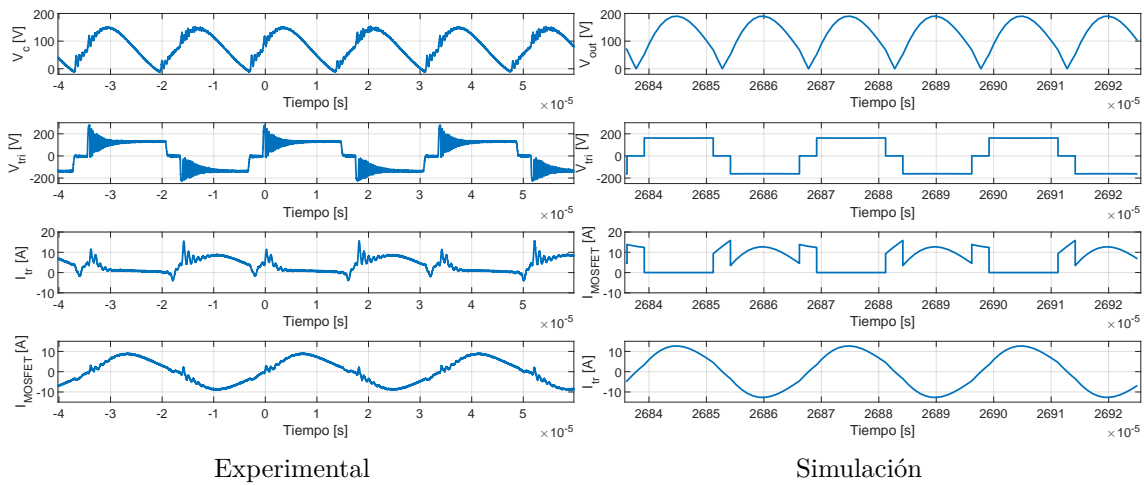 V_c [V]
200
100
0
-4 -3 -2 -1 0 1 2 3 4 5
Tiempo [s]
×10^-5
V_tri [V]
200
0
-200
-4 -3 -2 -1 0 1 2 3 4 5
Tiempo [s]
×10^-5
I_tr [A]
20
10
0
-10
-4 -3 -2 -1 0 1 2 3 4 5
Tiempo [s]
×10^-5
I_MOSFET [A]
10
0
-10
-4 -3 -2 -1 0 1 2 3 4 5
Tiempo [s]
×10^-5
Experimental
V_out [V]
200
100
0
2684 2685 2686 2687 2688 2689 2690 2691 2692
Tiempo [s]
×10^-5
V_tri [V]
200
0
-200
2684 2685 2686 2687 2688 2689 2690 2691 2692
Tiempo [s]
×10^-5
I_MOSFET [A]
20
10
0
-10
2684 2685 2686 2687 2688 2689 2690 2691 2692
Tiempo [s]
×10^-5
I_tr [A]
10
0
-10
2684 2685 2686 2687 2688 2689 2690 2691 2692
Tiempo [s]
×10^-5
Simulación